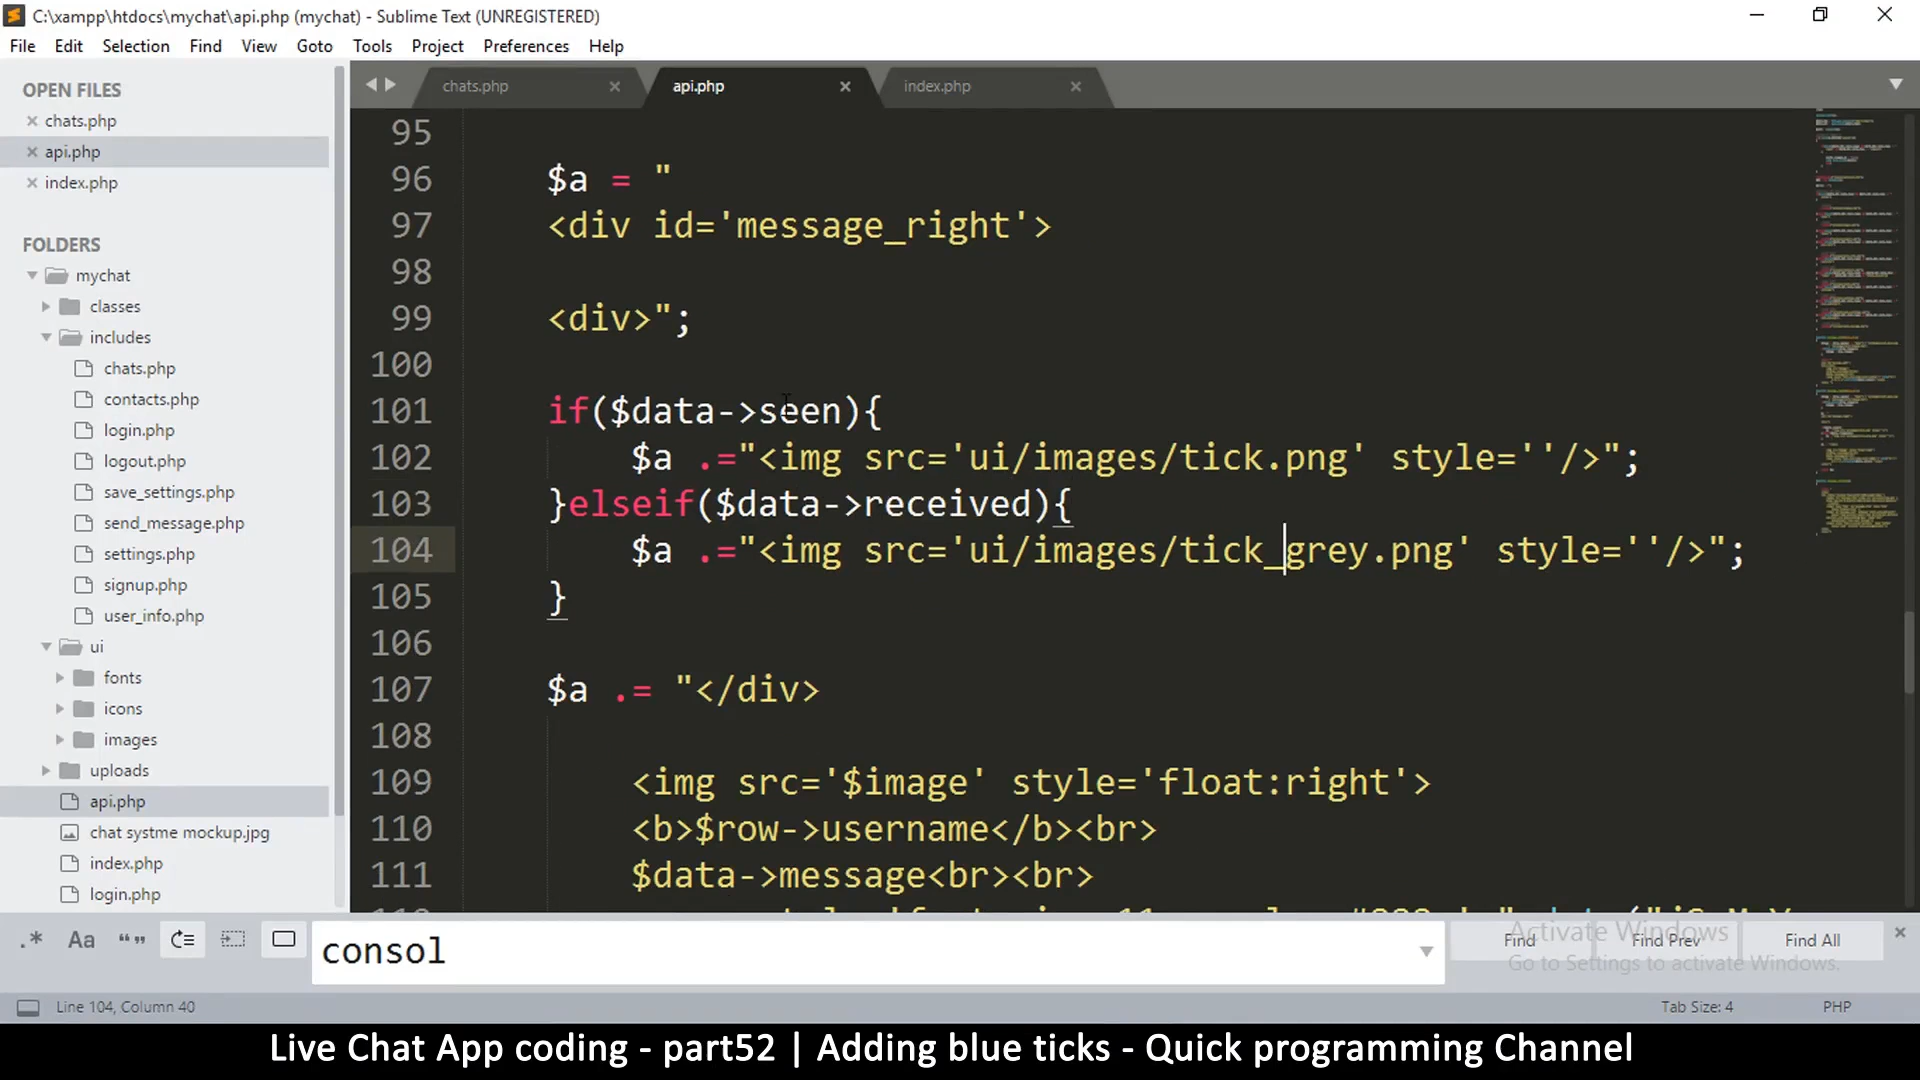 C:\xampp\htdocs\mychat\api.php (mychat) - Sublime Text (UNREGISTERED)
File Edit Selection Find View Goto Tools Project Preferences Help
OPEN FILES
chats.php
api.php
index.php
FOLDERS
mychat
classes
includes
chats.php
contacts.php
login.php
logout.php
save_settings.php
send_message.php
settings.php
signup.php
user_info.php
ui
fonts
icons
images
uploads
api.php
chat systme mockup.jpg
index.php
login.php
chats.php api.php index.php
95
96 $a = "
97 <div id='message_right'>
98
99 <div>";
100
101 if($data->seen){
102 $a .="<img src='ui/images/tick.png' style=''/>";
103 }elseif($data->received){
104 $a .="<img src='ui/images/tick_grey.png' style=''/>";
105 }
106
107 $a .= "</div>
108
109 <img src='$image' style='float:right'>
110 <b>$row->username</b><br>
111 $data->message<br><br>
.* Aa “ ”
consol
Find Find Prev Find All
Activate Windows
Go to Settings to activate Windows.
Line 104, Column 40
Tab Size: 4 PHP
Live Chat App coding - part52 | Adding blue ticks - Quick programming Channel